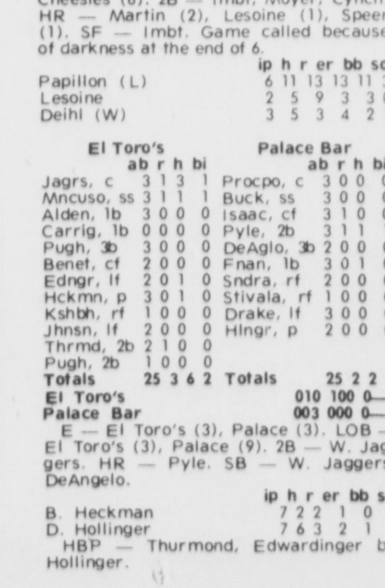 HR — Martin (2), Lesoine (1), Speer
(1). SF — Imbt. Game called because
of darkness at the end of 6.
ip h r er bb so
Papillon (L) 6 11 13 13 11
Lesoine 2 5 9 3 3
Deihl (W) 3 5 3 4 2
El Toro's
ab r h bi
Jagrs, c 3 1 3 1
Mncuso, ss 3 1 1 1
Alden, lb 3 0 0 0
Carrig, lb 0 0 0 0
Pugh, 3b 3 0 0 0
Benet, cf 2 0 0 0
Edngr, lf 2 0 1 0
Hckmn, p 3 0 1 0
Kshbh, rf 1 0 0 0
Jhnsn, lf 2 0 0 0
Thrmd, 2b 2 1 0 0
Pugh, 2b 1 0 0 0
Totals 25 3 6 2
Palace Bar
ab r h bi
Procpo, c 3 0 0
Buck, ss 3 0 0
Isaac, cf 3 1 0
Pyle, 2b 3 1 1
DeAglo, 3b 2 0 0
Fnan, lb 3 0 1
Sndra, rf 2 0 0
Stivala, rf 1 0 0
Drake, lf 3 0 0
Hlngr, p 2 0 0
Totals 25 2 2
El Toro's 010 100 0—
Palace Bar 003 000 0—
E — El Toro's (3), Palace (3). LOB —
El Toro's (3), Palace (9). 2B — W. Jag
gers. HR — Pyle. SB — W. Jaggers
DeAngelo.
ip h r er bb s
B. Heckman 7 2 2 1 0
D. Hollinger 7 6 3 2 1
HBP — Thurmond, Edwardinger b
Hollinger.